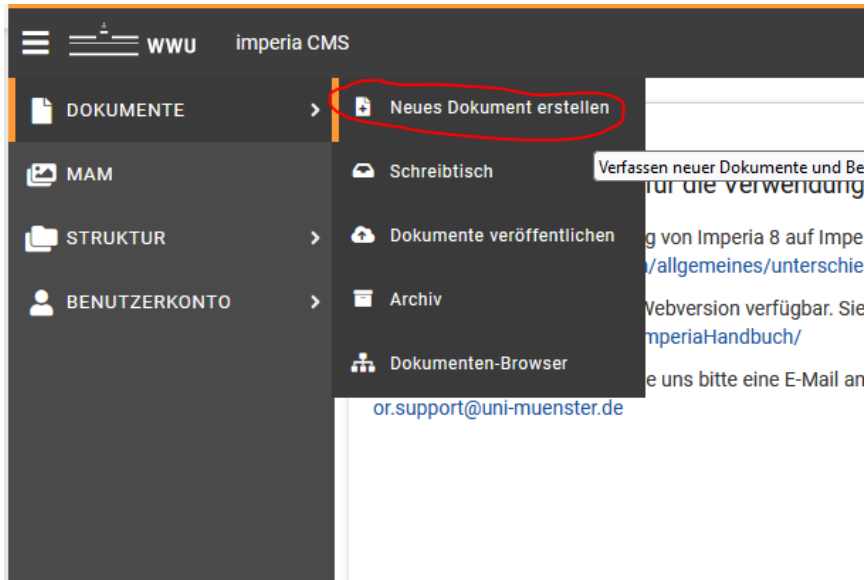 WWU imperia CMS
DOKUMENTE
MAM
STRUKTUR
BENUTZERKONTO
Neues Dokument erstellen
Schreibtisch
Dokumente veröffentlichen
Archiv
Dokumenten-Browser
Verfassen neuer Dokumente und Be
für die Verwendung
g von Imperia 8 auf Impe
/allgemeines/unterschie
Webversion verfügbar. Sie
mperiaHandbuch/
e uns bitte eine E-Mail an
or.support@uni-muenster.de